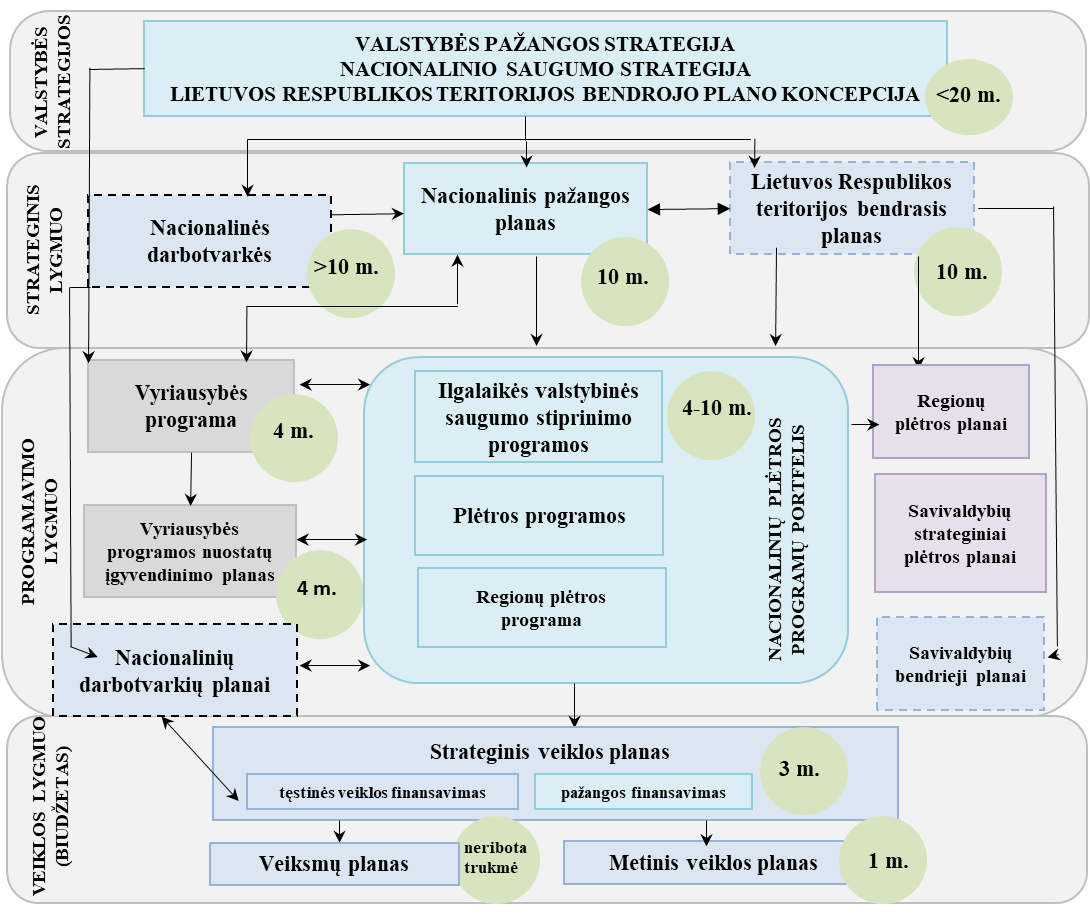 VALSTYBĖS
STRATEGIJOS
VALSTYBĖS PAŽANGOS STRATEGIJA
NACIONALINIO SAUGUMO STRATEGIJA
LIETUVOS RESPUBLIKOS TERITORIJOS BENDROJO PLANO KONCEPCIJA
<20 m.
STRATEGINIS
LYGMUO
Nacionalinės
darbotvarkės
>10 m.
Nacionalinis pažangos
planas
10 m.
Lietuvos Respublikos
teritorijos bendrasis
planas
10 m.
PROGRAMAVIMO
LYGMUO
Vyriausybės
programa
4 m.
Vyriausybės
programos nuostatų
įgyvendinimo planas
4 m.
Nacionalinių
darbotvarkių planai
Ilgalaikės valstybinės
saugumo stiprinimo
programos
4-10 m.
Plėtros programos
Regionų plėtros
programa
NACIONALINIŲ PLĖTROS
PROGRAMŲ PORTFELIS
Regionų
plėtros planai
Savivaldybių
strateginiai
plėtros planai
Savivaldybių
bendrieji planai
VEIKLOS LYGMUO
(BIUDŽETAS)
Strateginis veiklos planas
3 m.
tęstinės veiklos finansavimas
pažangos finansavimas
Veiksmų planas
neribota
trukmė
Metinis veiklos planas
1 m.